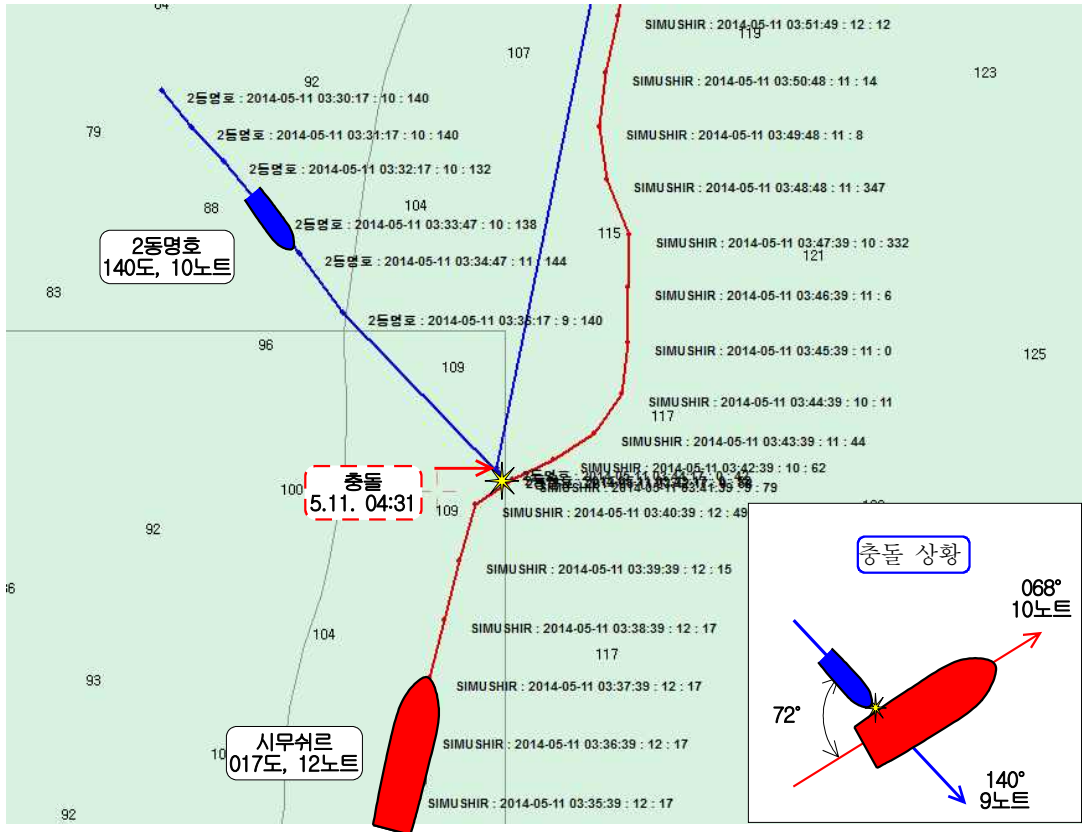 84
SIMUSHIR : 2014-05-11 03:51:49 : 12 : 12
119
107
123
92
SIMUSHIR : 2014-05-11 03:50:48 : 11 : 14
2동명호 : 2014-05-11 03:30:17 : 10 : 140
79
2동명호 : 2014-05-11 03:31:17 : 10 : 140
SIMUSHIR : 2014-05-11 03:49:48 : 11 : 8
2동명호 : 2014-05-11 03:32:17 : 10 : 132
SIMUSHIR : 2014-05-11 03:48:48 : 11 : 347
88
104
2동명호 : 2014-05-11 03:33:47 : 10 : 138
115
SIMUSHIR : 2014-05-11 03:47:39 : 10 : 332
121
2동명호
140도, 10노트
2동명호 : 2014-05-11 03:34:47 : 11 : 144
83
SIMUSHIR : 2014-05-11 03:46:39 : 11 : 6
2동명호 : 2014-05-11 03:36:17 : 9 : 140
96
SIMUSHIR : 2014-05-11 03:45:39 : 11 : 0
125
109
SIMUSHIR : 2014-05-11 03:44:39 : 10 : 11
117
SIMUSHIR : 2014-05-11 03:43:39 : 11 : 44
SIMUSHIR : 2014-05-11 03:42:39 : 10 : 62
SIMUSHIR : 2014-05-11 03:41:39 : 9 : 79
충돌
5.11. 04:31
100
109
SIMUSHIR : 2014-05-11 03:40:39 : 12 : 49
92
SIMUSHIR : 2014-05-11 03:39:39 : 12 : 15
104
SIMUSHIR : 2014-05-11 03:38:39 : 12 : 17
117
93
SIMUSHIR : 2014-05-11 03:37:39 : 12 : 17
시무쉬르
017도, 12노트
SIMUSHIR : 2014-05-11 03:36:39 : 12 : 17
SIMUSHIR : 2014-05-11 03:35:39 : 12 : 17
92
충돌 상황
068°
10노트
72°
140°
9노트